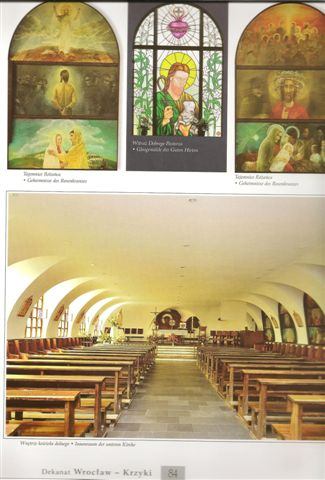 Tajemnice Różańca
• Geheimnisse des Rosenkranzes
Witraż Dobrego Pasterza
• Glasgemälde des Guten Hirten
Tajemnice Różańca
• Geheimnisse des Rosenkranzes
Wnętrze kościoła dolnego • Innenraum der unteren Kirche
Dekanat Wrocław – Krzyki 84